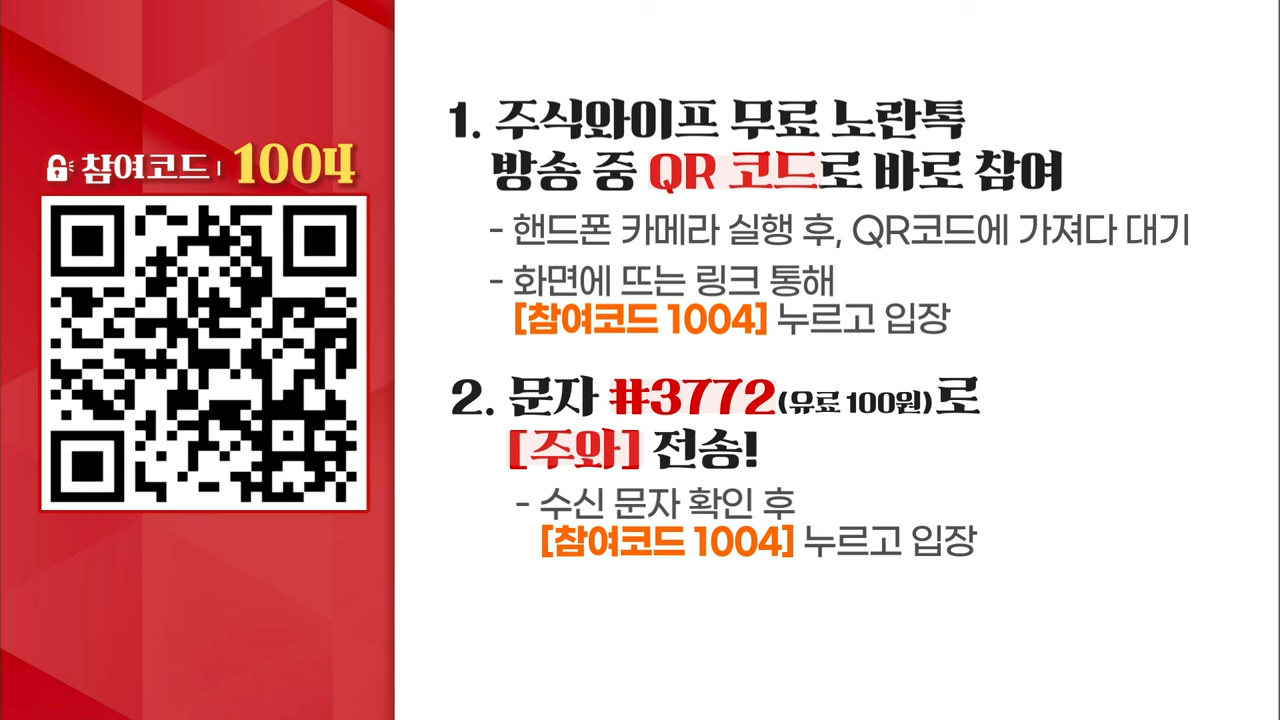 참여코드 | 1004
1. 주식와이프 무료 노란톡
방송 중 QR 코드로 바로 참여
- 핸드폰 카메라 실행 후, QR코드에 가져다 대기
- 화면에 뜨는 링크 통해
[참여코드 1004] 누르고 입장
2. 문자 #3772(유료 100원)로
[주와] 전송!
- 수신 문자 확인 후
[참여코드 1004] 누르고 입장